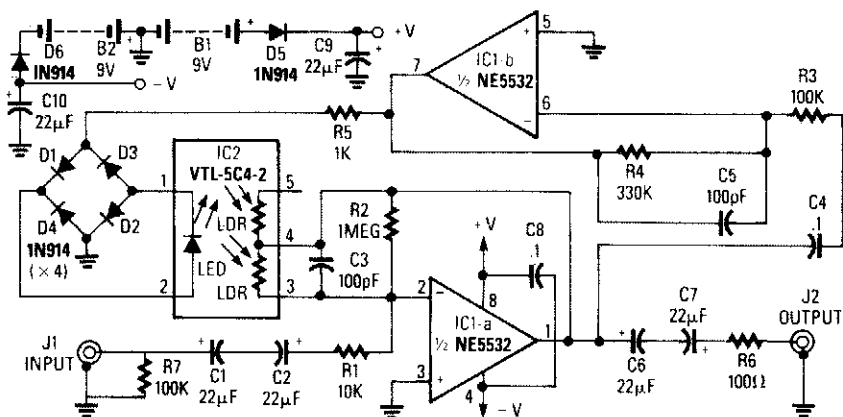 D6
IN914
B2
9V
+
B1
9V
+
D5
1N914
C9
22µF
+
+V
−V
+
C10
22µF
D1
D3
D4
D2
1N914
(× 4)
R5
1K
IC1-b
½ NE5532
7
+
5
6
−
R3
100K
R4
330K
C5
100pF
C4
.1
IC2
VTL-5C4-2
1
2
LED
LDR
LDR
5
4
3
C3
100pF
R2
1MEG
+V
C8
.1
2
−
8
IC1-a
½ NE5532
1
3
+
4
−V
J1
INPUT
R7
100K
+
C1
22µF
+
C2
22µF
R1
10K
+
C6
22µF
C7
22µF
+
R6
100Ω
J2
OUTPUT